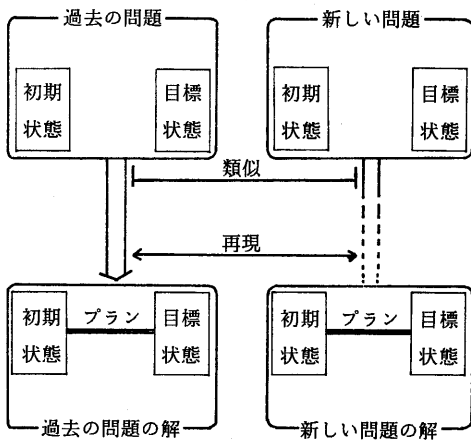 過去の問題
新しい問題
初期
状態
目標
状態
初期
状態
目標
状態
類似
再現
初期
状態
プラン
目標
状態
初期
状態
プラン
目標
状態
過去の問題の解
新しい問題の解